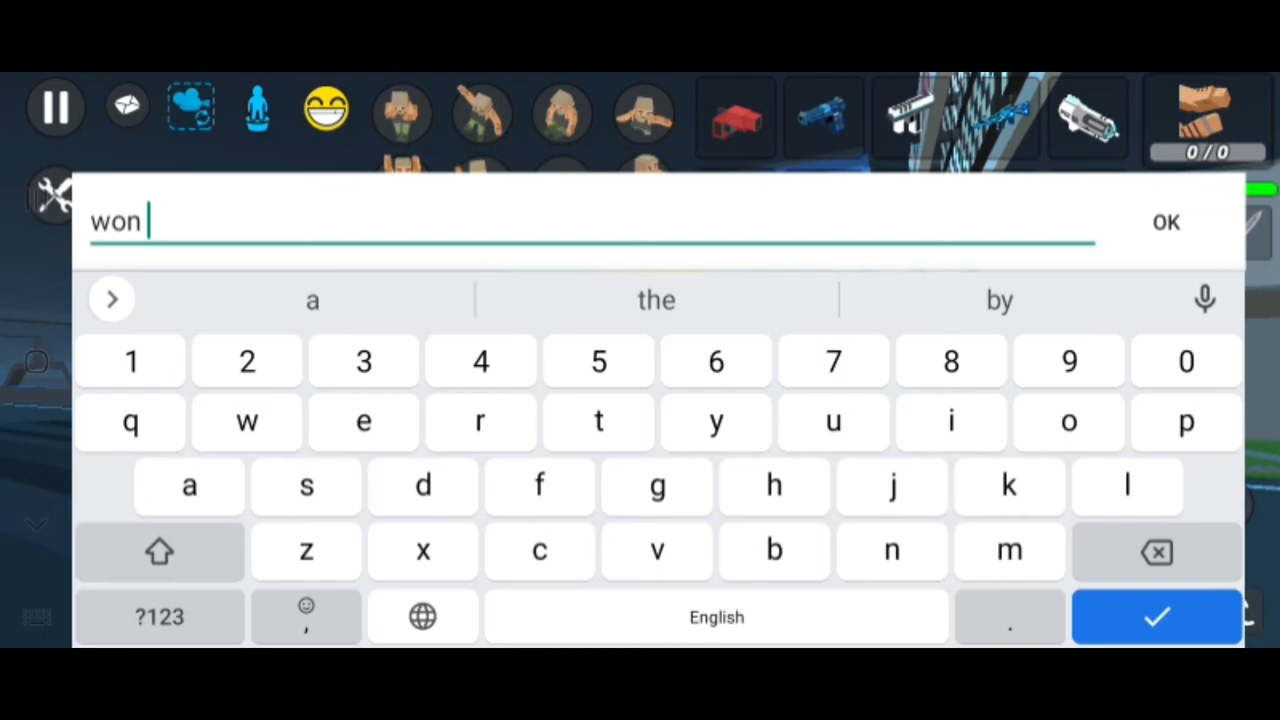 0 / 0
won
OK
a the by
1 2 3 4 5 6 7 8 9 0
q w e r t y u i o p
a s d f g h j k l
z x c v b n m
?123 , English .